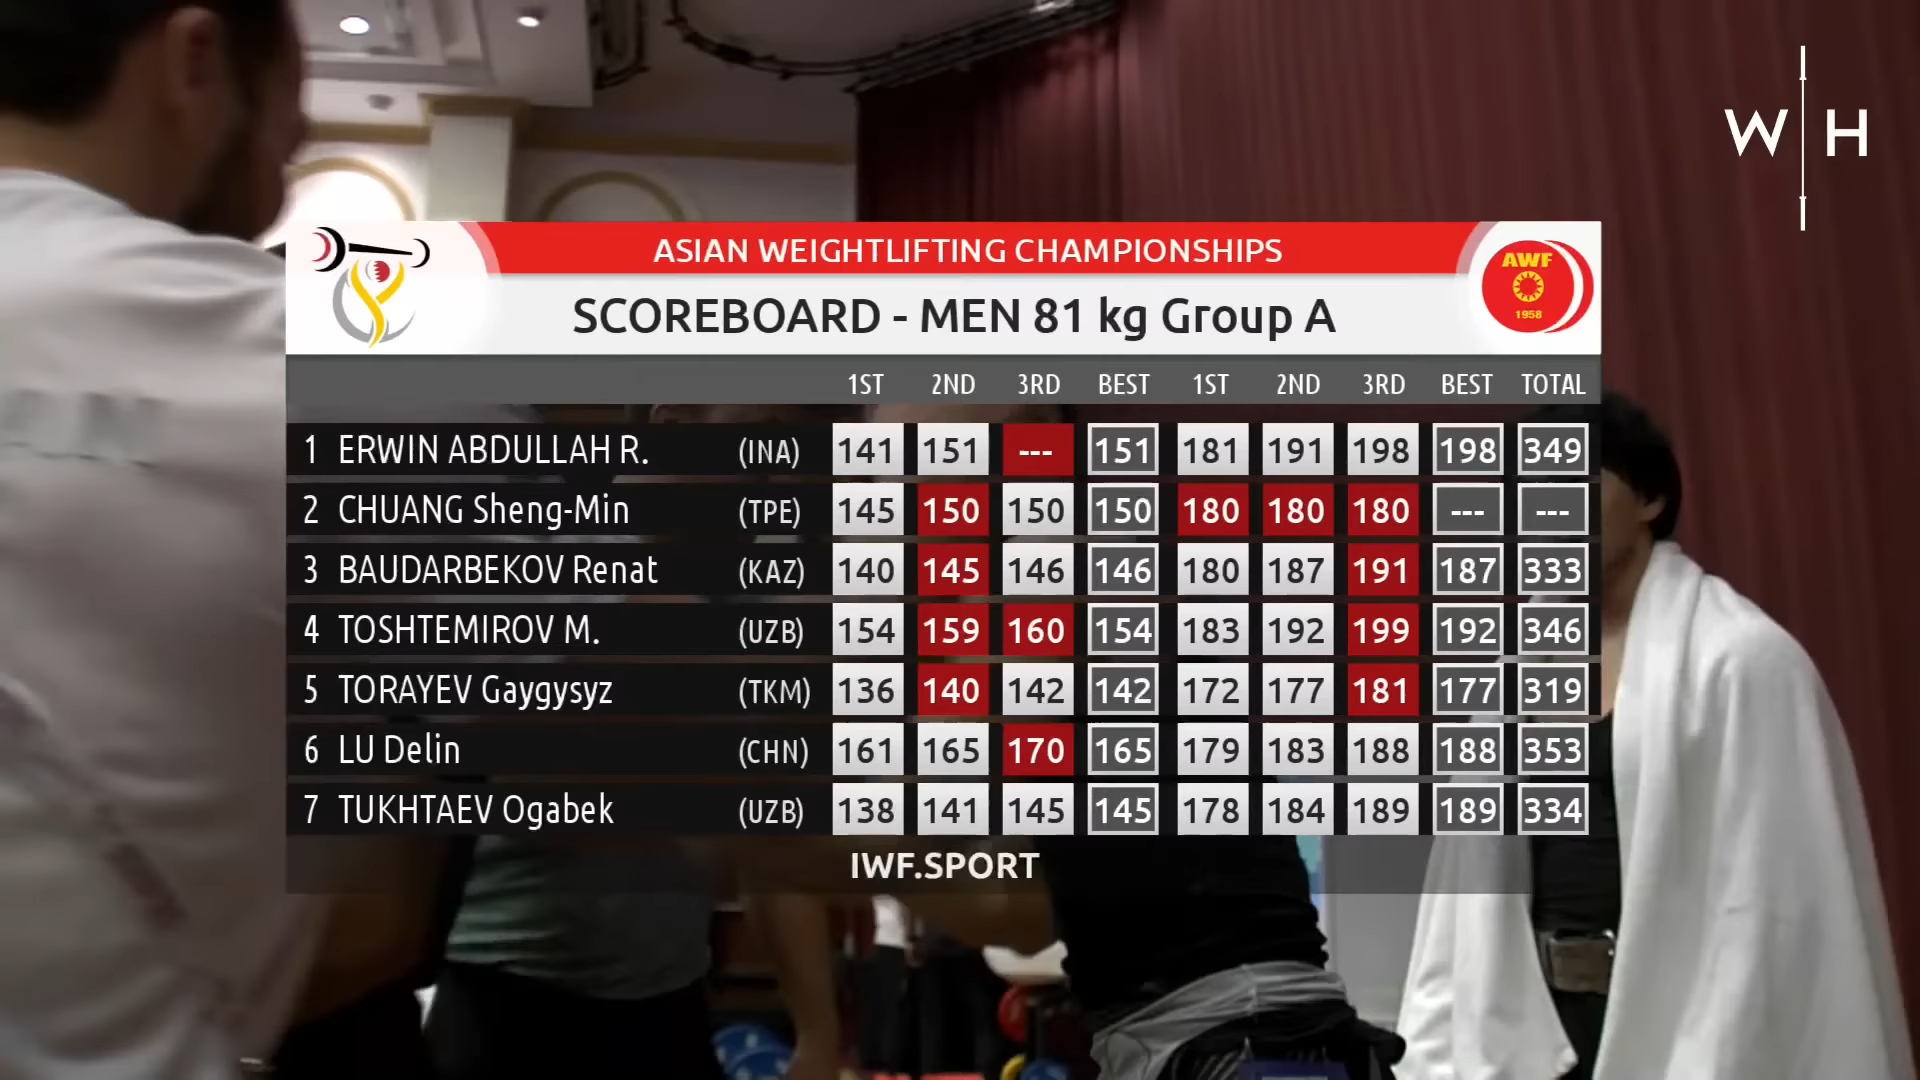 W H
ASIAN WEIGHTLIFTING CHAMPIONSHIPS
AWF
1958
SCOREBOARD - MEN 81 kg Group A
1ST 2ND 3RD BEST 1ST 2ND 3RD BEST TOTAL
1 ERWIN ABDULLAH R. (INA) 141 151 --- 151 181 191 198 198 349
2 CHUANG Sheng-Min (TPE) 145 150 150 150 180 180 180 --- ---
3 BAUDARBEKOV Renat (KAZ) 140 145 146 146 180 187 191 187 333
4 TOSHTEMIROV M. (UZB) 154 159 160 154 183 192 199 192 346
5 TORAYEV Gaygysyz (TKM) 136 140 142 142 172 177 181 177 319
6 LU Delin (CHN) 161 165 170 165 179 183 188 188 353
7 TUKHTAEV Ogabek (UZB) 138 141 145 145 178 184 189 189 334
IWF.SPORT